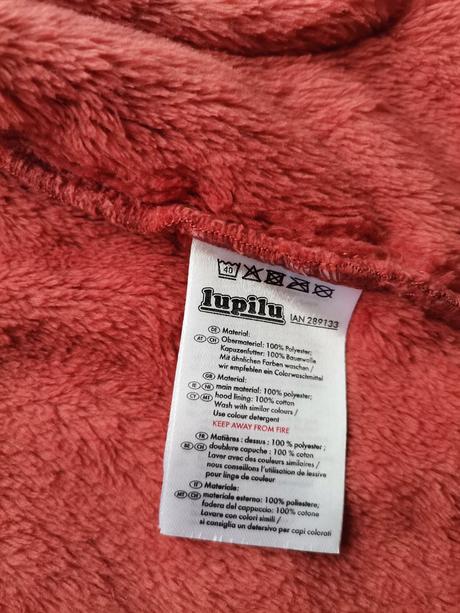 40
lupilu IAN 289133
DE Material:
AT CH Obermaterial: 100% Polyester;
Kapuzenfutter: 100% Baumwolle
Mit ähnlichen Farben waschen /
wir empfehlen ein Colorwaschmittel
GB Material:
IE NI main material: 100% polyester;
CY MT hood lining: 100% cotton
Wash with similar colours /
Use colour detergent
KEEP AWAY FROM FIRE
FR Matières : dessus : 100 % polyester ;
BE CH doublure capuche : 100 % cotton
Laver avec des couleurs similaires /
nous conseillons l'utilisation de lessive
pour linge de couleur
IT Materiale:
MT CH materiale esterno: 100% poliestere;
fodera del cappuccio: 100% cotone
Lavare con colori simili /
si consiglia un detersivo per capi colorati